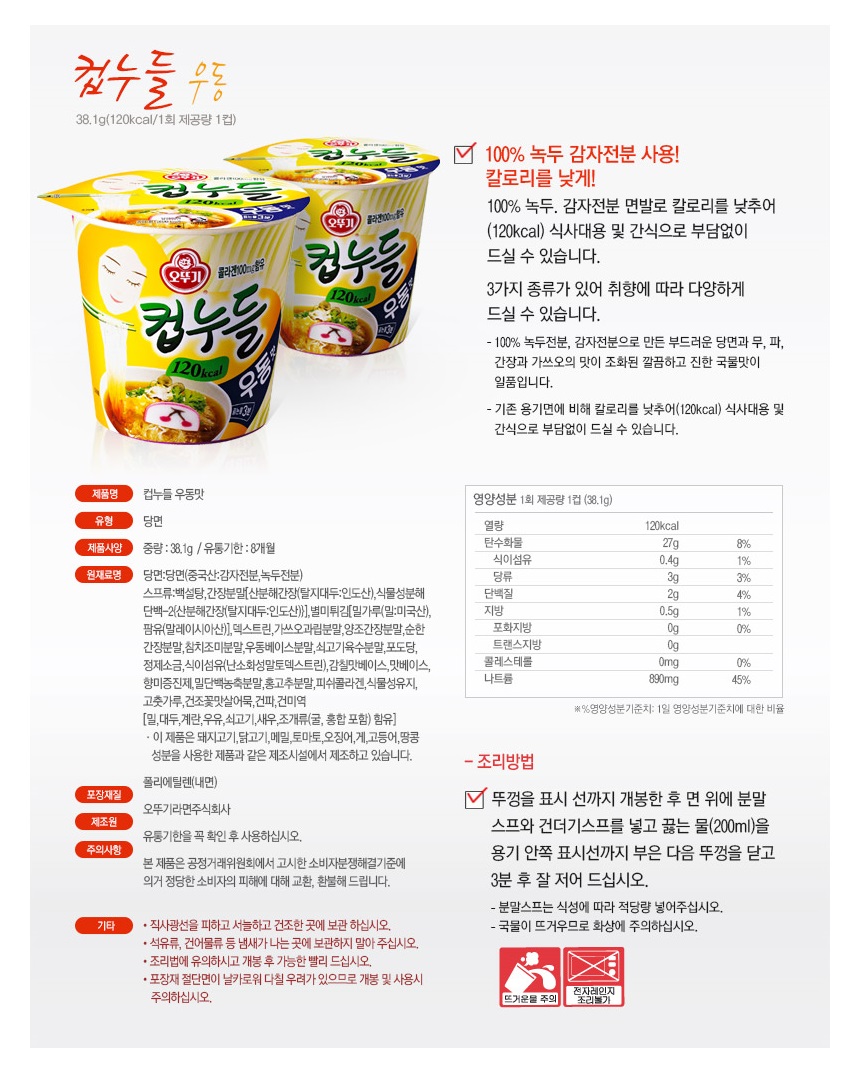 컵누들 우동
38.1g(120kcal/1회 제공량 1컵)
오뚜기
콜라겐100mg함유
컵누들
120kcal
우동맛
오뚜기
콜라겐100mg함유
컵누들
120kcal
우동맛
100% 녹두 감자전분 사용!
칼로리를 낮게!
100% 녹두. 감자전분 면발로 칼로리를 낮추어
(120kcal) 식사대용 및 간식으로 부담없이
드실 수 있습니다.
3가지 종류가 있어 취향에 따라 다양하게
드실 수 있습니다.
- 100% 녹두전분, 감자전분으로 만든 부드러운 당면과 무, 파,
간장과 가쓰오의 맛이 조화된 깔끔하고 진한 국물맛이
일품입니다.
- 기존 용기면에 비해 칼로리를 낮추어(120kcal) 식사대용 및
간식으로 부담없이 드실 수 있습니다.
제품명 컵누들 우동맛
유형 당면
제품사양 중량 : 38.1g / 유통기한 : 8개월
원재료명 당면:당면(중국산:감자전분,녹두전분)
스프류:백설탕,간장분말[산분해간장(탈지대두:인도산),식물성분해
단백-2{산분해간장(탈지대두:인도산)}],별미튀김[밀가루(밀:미국산),
팜유(말레이시아산)],덱스트린,가쓰오과립분말,양조간장분말,순한
간장분말,참치조미분말,우동베이스분말,쇠고기육수분말,포도당,
정제소금,식이섬유(난소화성말토덱스트린),감칠맛베이스,맛베이스,
향미증진제,밀단백농축분말,홍고추분말,피쉬콜라겐,식물성유지,
고춧가루,건조꽃맛살어묵,건파,건미역
[밀,대두,계란,우유,쇠고기,새우,조개류(굴, 홍합 포함) 함유]
· 이 제품은 돼지고기,닭고기,메밀,토마토,오징어,게,고등어,땅콩
성분을 사용한 제품과 같은 제조시설에서 제조하고 있습니다.
포장재질 폴리에틸렌(내면)
제조원 오뚜기라면주식회사
주의사항 유통기한을 꼭 확인 후 사용하십시오.
본 제품은 공정거래위원회에서 고시한 소비자분쟁해결기준에
의거 정당한 소비자의 피해에 대해 교환, 환불해 드립니다.
기타 • 직사광선을 피하고 서늘하고 건조한 곳에 보관 하십시오.
• 석유류, 건어물류 등 냄새가 나는 곳에 보관하지 말아 주십시오.
• 조리법에 유의하시고 개봉 후 가능한 빨리 드십시오.
• 포장재 절단면이 날카로워 다칠 우려가 있으므로 개봉 및 사용시
주의하십시오.
영양성분 1회 제공량 1컵 (38.1g)
열량 120kcal
탄수화물 27g 8%
식이섬유 0.4g 1%
당류 3g 3%
단백질 2g 4%
지방 0.5g 1%
포화지방 0g 0%
트랜스지방 0g
콜레스테롤 0mg 0%
나트륨 890mg 45%
※%영양성분기준치: 1일 영양성분기준치에 대한 비율
- 조리방법
뚜껑을 표시 선까지 개봉한 후 면 위에 분말
스프와 건더기스프를 넣고 끓는 물(200ml)을
용기 안쪽 표시선까지 부은 다음 뚜껑을 닫고
3분 후 잘 저어 드십시오.
- 분말스프는 식성에 따라 적당량 넣어주십시오.
- 국물이 뜨거우므로 화상에 주의하십시오.
뜨거운물 주의
전자레인지
조리불가